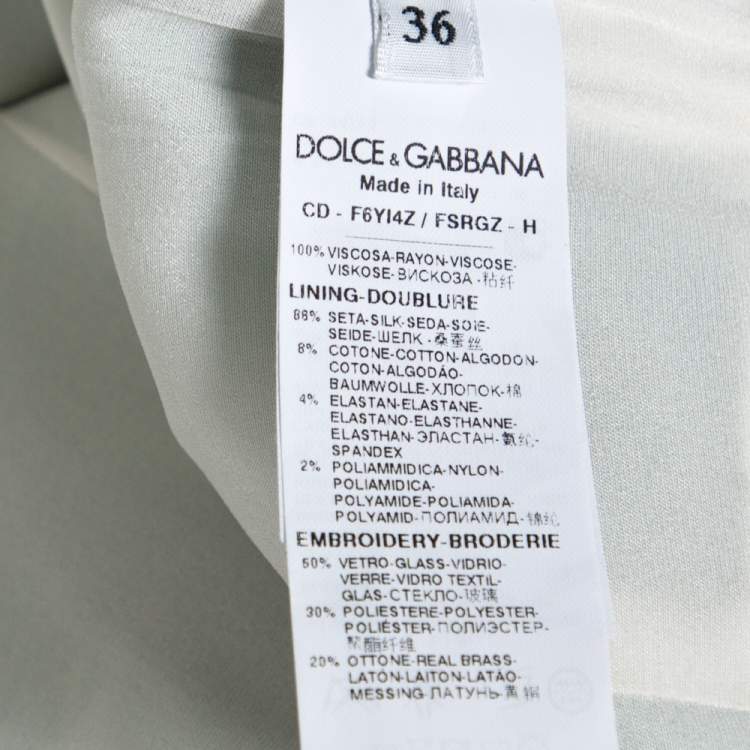 36
DOLCE & GABBANA
Made in Italy
CD - F6YI4Z / FSRGZ - H
100% VISCOSA-RAYON-VISCOSE-
VISKOSE-ВИСКОЗА-粘纤
LINING-DOUBLURE
86% SETA-SILK-SEDA-SOIE-
SEIDE-ШЕЛК-桑蚕丝
8% COTONE-COTTON-ALGODON-
COTON-ALGODÃO-
BAUMWOLLE-ХЛОПОК-棉
4% ELASTAN-ELASTANE-
ELASTANO-ELASTHANNE-
ELASTHAN-ЭЛАСТАН-氨纶-
SPANDEX
2% POLIAMMIDICA-NYLON-
POLIAMIDICA-
POLYAMIDE-POLIAMIDA-
POLYAMID-ПОЛИАМИД-锦纶
EMBROIDERY-BRODERIE
50% VETRO-GLASS-VIDRIO-
VERRE-VIDRO TEXTIL-
GLAS-СТЕКЛО-玻璃
30% POLIESTERE-POLYESTER-
POLIÉSTER-ПОЛИЭСТЕР-
聚酯纤维
20% OTTONE-REAL BRASS-
LATÓN-LAITON-LATÃO-
MESSING-ЛАТУНЬ-黄铜